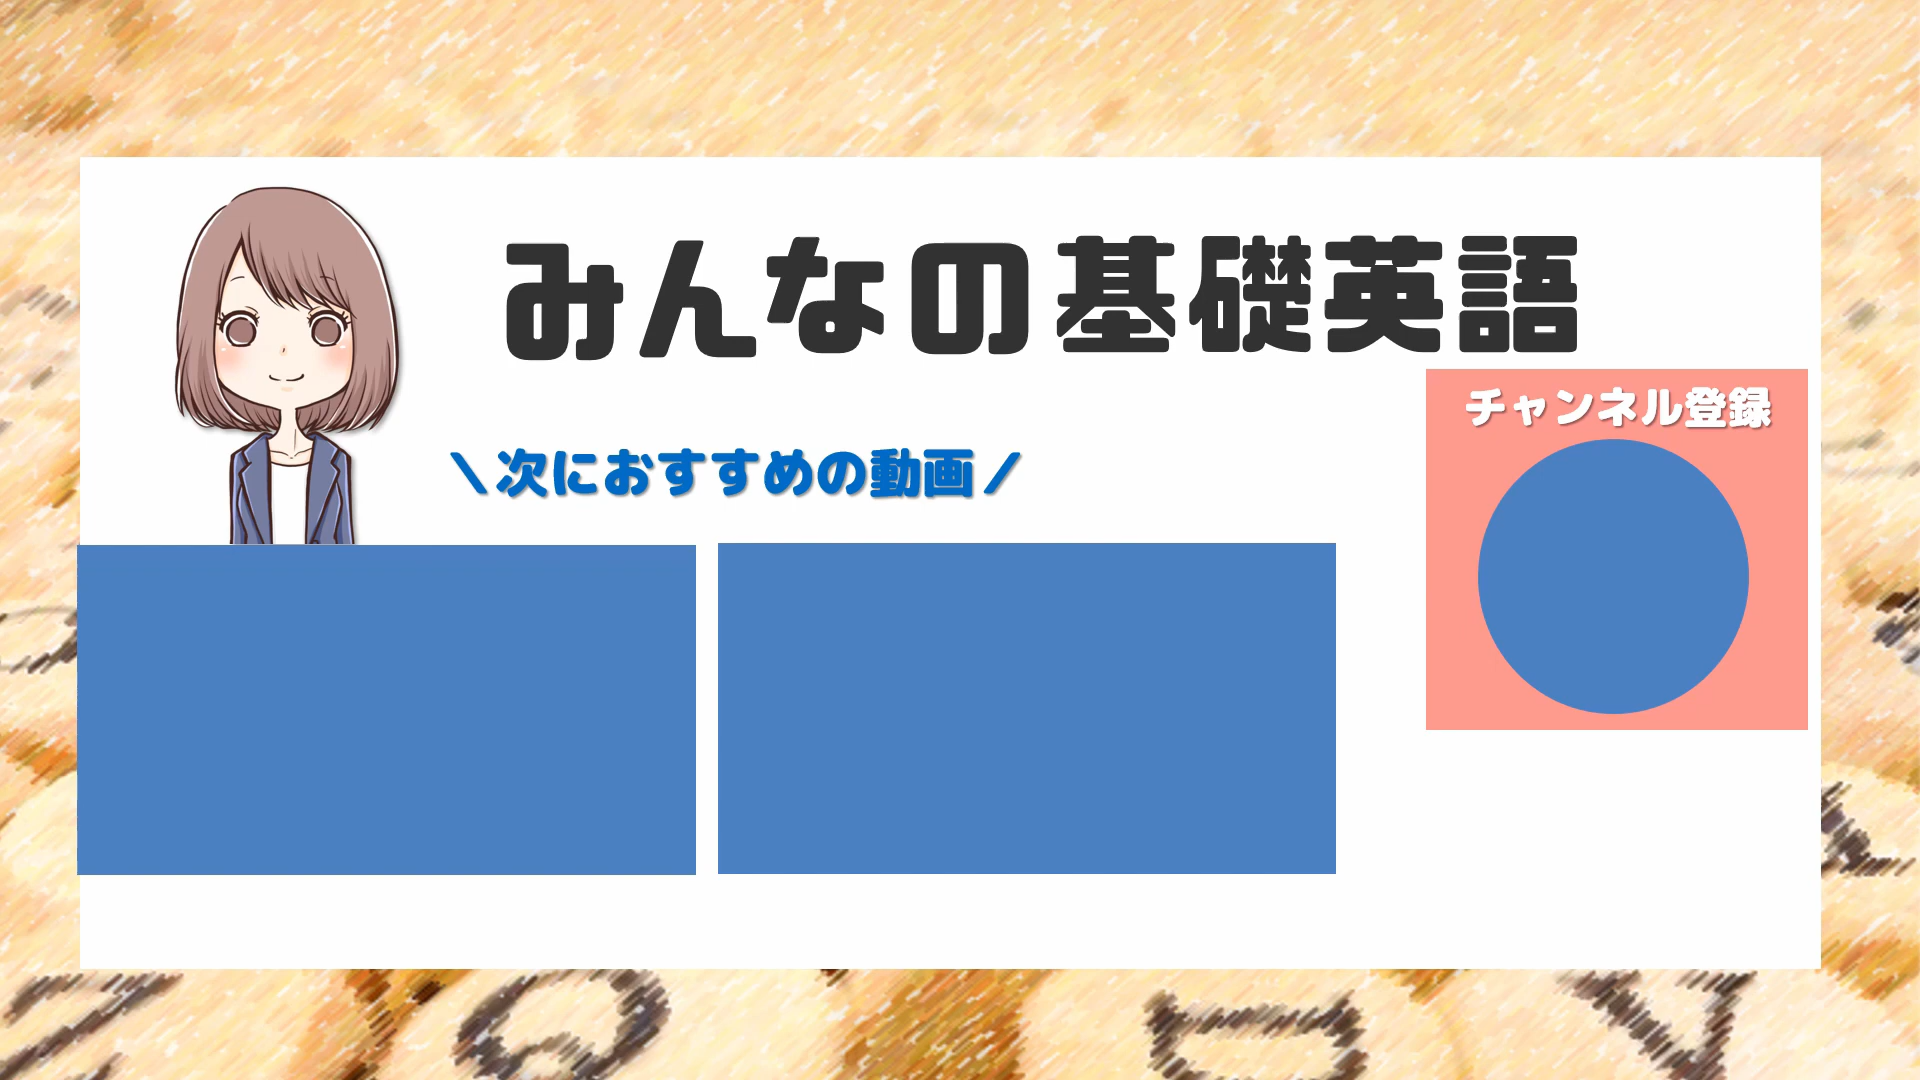 みんなの基礎英語
チャンネル登録
＼次におすすめの動画／